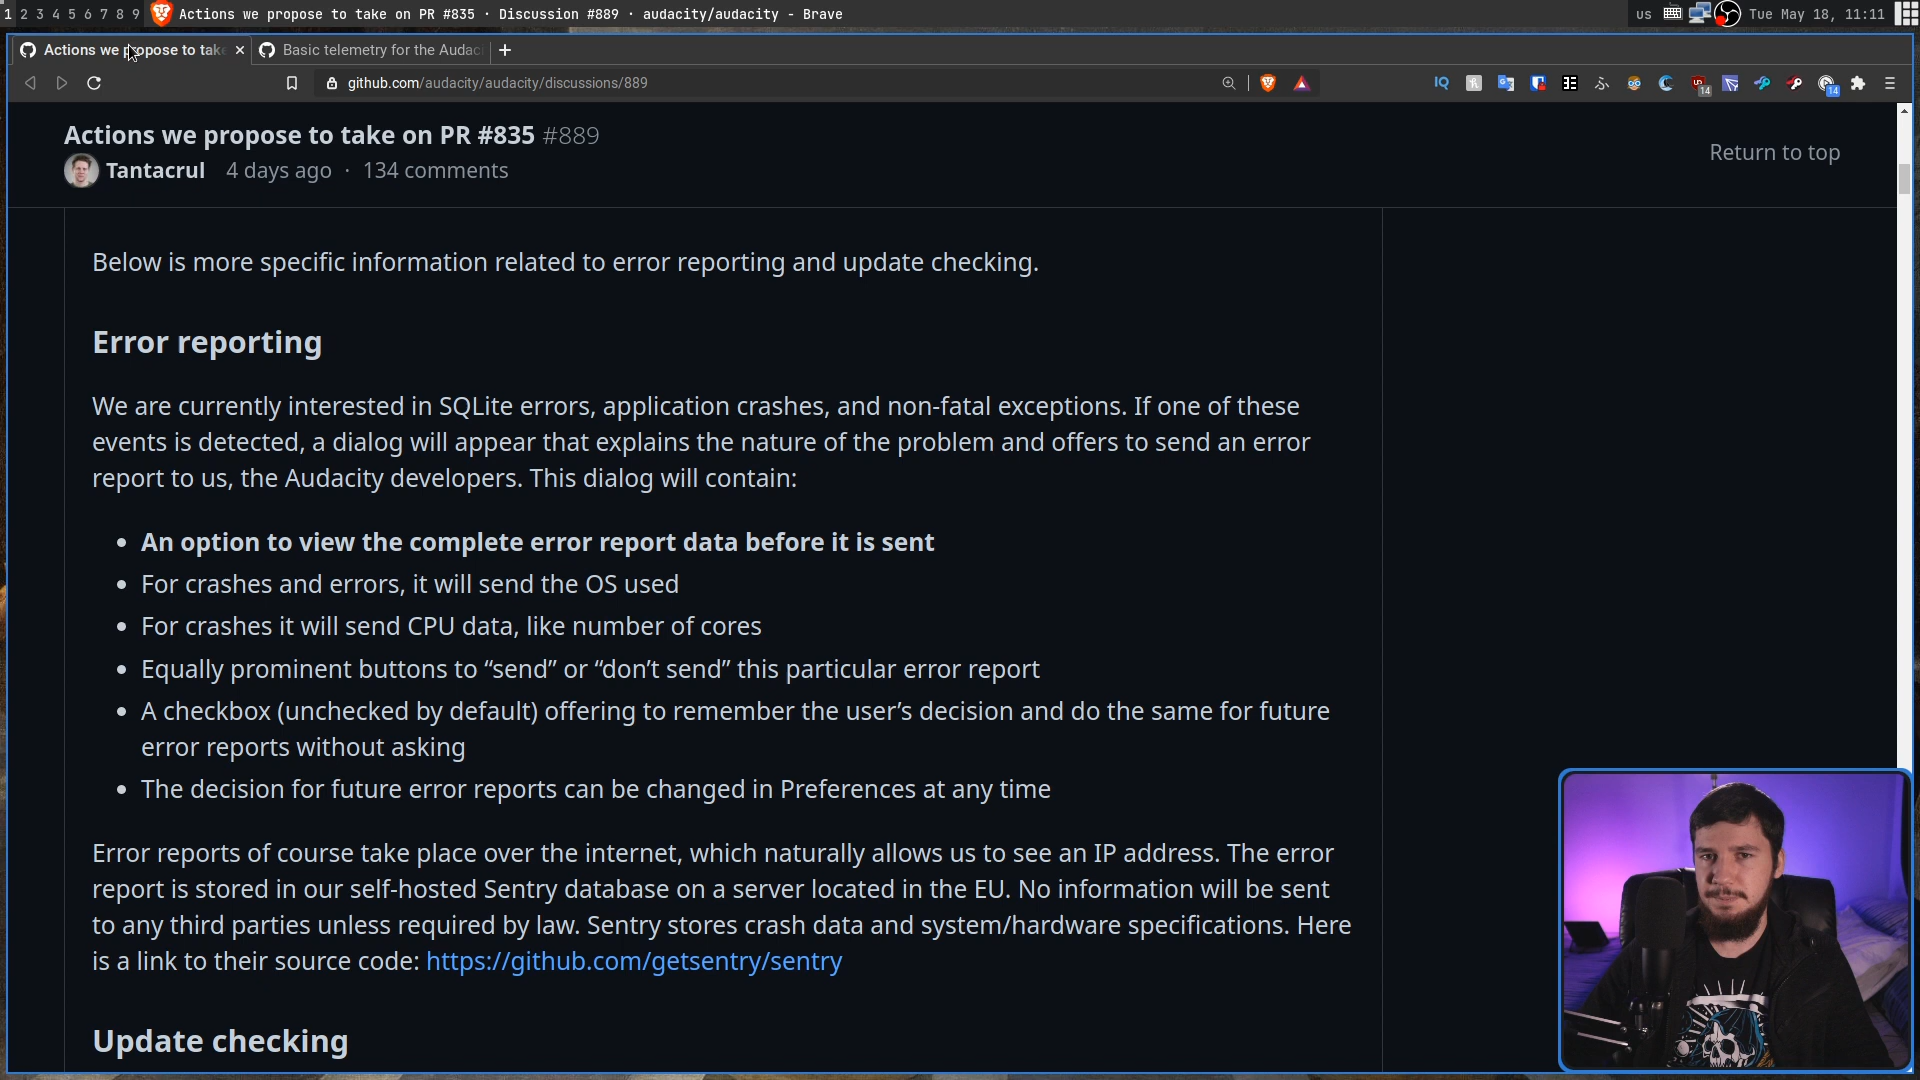 1 2 3 4 5 6 7 8 9 Actions we propose to take on PR #835 · Discussion #889 · audacity/audacity - Brave us Tue May 18, 11:11
Actions we propose to take Basic telemetry for the Audac
github.com/audacity/audacity/discussions/889 IQ 14 14
Actions we propose to take on PR #835 #889
Return to top
Tantacrul 4 days ago · 134 comments
Below is more specific information related to error reporting and update checking.
Error reporting
We are currently interested in SQLite errors, application crashes, and non-fatal exceptions. If one of these
events is detected, a dialog will appear that explains the nature of the problem and offers to send an error
report to us, the Audacity developers. This dialog will contain:
• An option to view the complete error report data before it is sent
• For crashes and errors, it will send the OS used
• For crashes it will send CPU data, like number of cores
• Equally prominent buttons to “send” or “don’t send” this particular error report
• A checkbox (unchecked by default) offering to remember the user’s decision and do the same for future
error reports without asking
• The decision for future error reports can be changed in Preferences at any time
Error reports of course take place over the internet, which naturally allows us to see an IP address. The error
report is stored in our self-hosted Sentry database on a server located in the EU. No information will be sent
to any third parties unless required by law. Sentry stores crash data and system/hardware specifications. Here
is a link to their source code: https://github.com/getsentry/sentry
Update checking